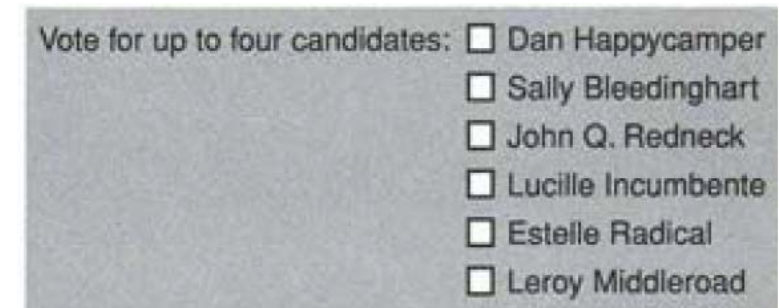 Vote for up to four candidates: ☐ Dan Happycamper
☐ Sally Bleedinghart
☐ John Q. Redneck
☐ Lucille Incumbente
☐ Estelle Radical
☐ Leroy Middleroad